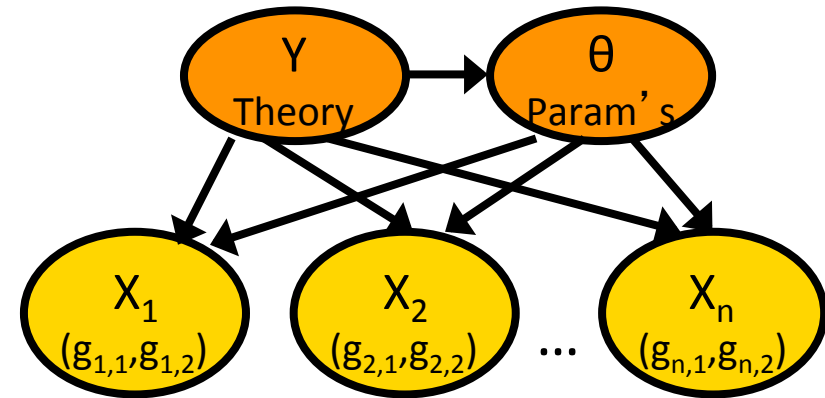 Y
Theory
θ
Param's
X₁
(g₁,₁,g₁,₂)
X₂
(g₂,₁,g₂,₂)
...
Xₙ
(gₙ,₁,gₙ,₂)